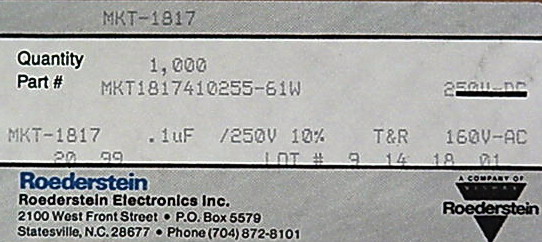 MKT-1817
Quantity 1,000
Part # MKT1817410255-61W 250V-DC
MKT-1817 .1uF /250V 10% T&R 160V-AC
20 99 LOT # 9 14 18 01
Roederstein
Roederstein Electronics Inc.
2100 West Front Street • P.O. Box 5579
Statesville, N.C. 28677 • Phone (704) 872-8101
A COMPANY OF
VISHAY
Roederstein